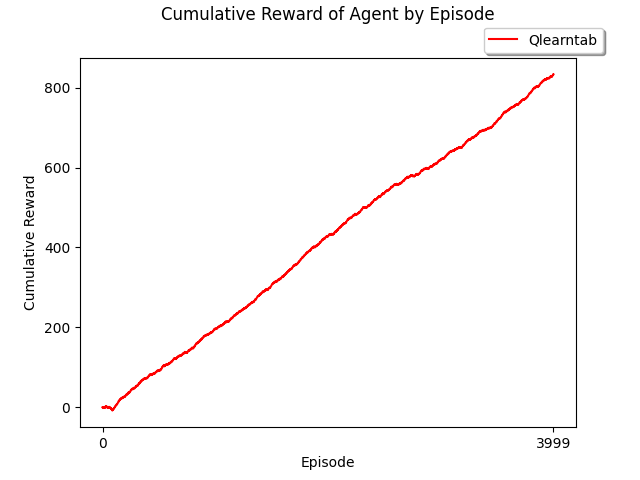 Cumulative Reward of Agent by Episode
Qlearntab
800
600
400
200
0
Cumulative Reward
0
3999
Episode